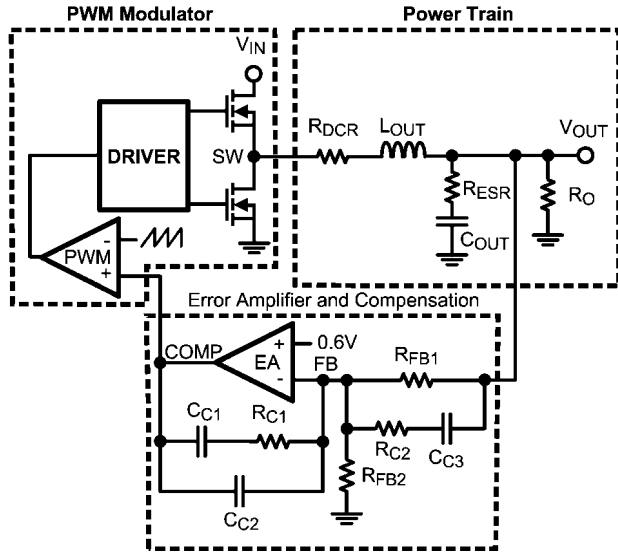 PWM Modulator
Power Train
VIN
DRIVER
SW
RDCR
LOUT
VOUT
RESR
COUT
RO
PWM
-
+
Error Amplifier and Compensation
COMP
EA
+
-
0.6V
FB
RFB1
CC1
RC1
RC2
CC3
RFB2
CC2